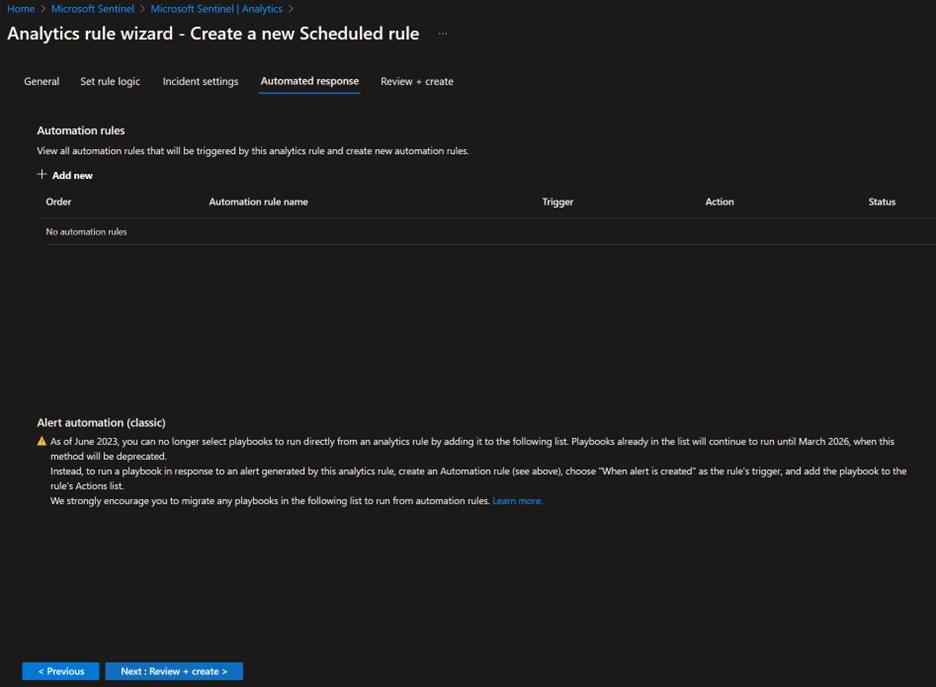 Home > Microsoft Sentinel > Microsoft Sentinel | Analytics >
Analytics rule wizard - Create a new Scheduled rule ...
General Set rule logic Incident settings Automated response Review + create
Automation rules
View all automation rules that will be triggered by this analytics rule and create new automation rules.
+ Add new
Order Automation rule name Trigger Action Status
No automation rules
Alert automation (classic)
As of June 2023, you can no longer select playbooks to run directly from an analytics rule by adding it to the following list. Playbooks already in the list will continue to run until March 2026, when this
method will be deprecated.
Instead, to run a playbook in response to an alert generated by this analytics rule, create an Automation rule (see above), choose "When alert is created" as the rule's trigger, and add the playbook to the
rule's Actions list.
We strongly encourage you to migrate any playbooks in the following list to run from automation rules. Learn more.
< Previous Next : Review + create >